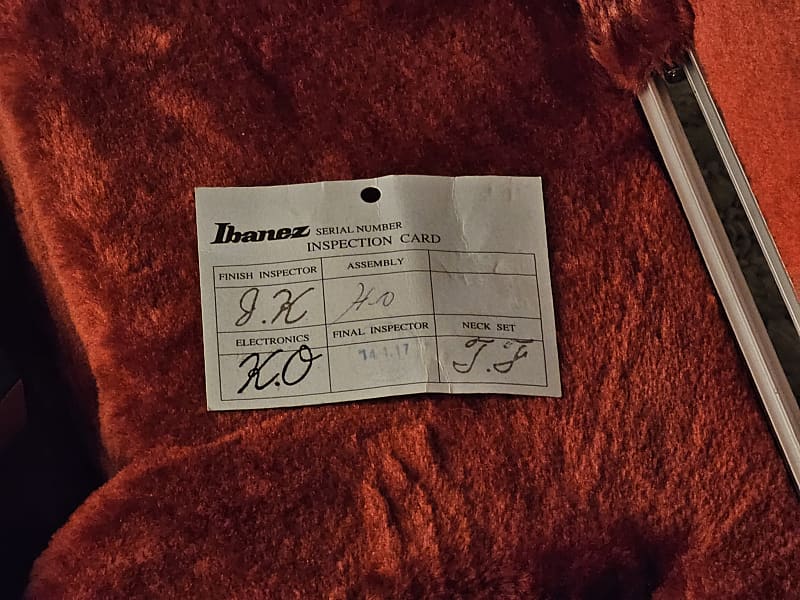 Ibanez SERIAL NUMBER
INSPECTION CARD
FINISH INSPECTOR ASSEMBLY
J.K H.O
ELECTRONICS FINAL INSPECTOR NECK SET
K.O T.F